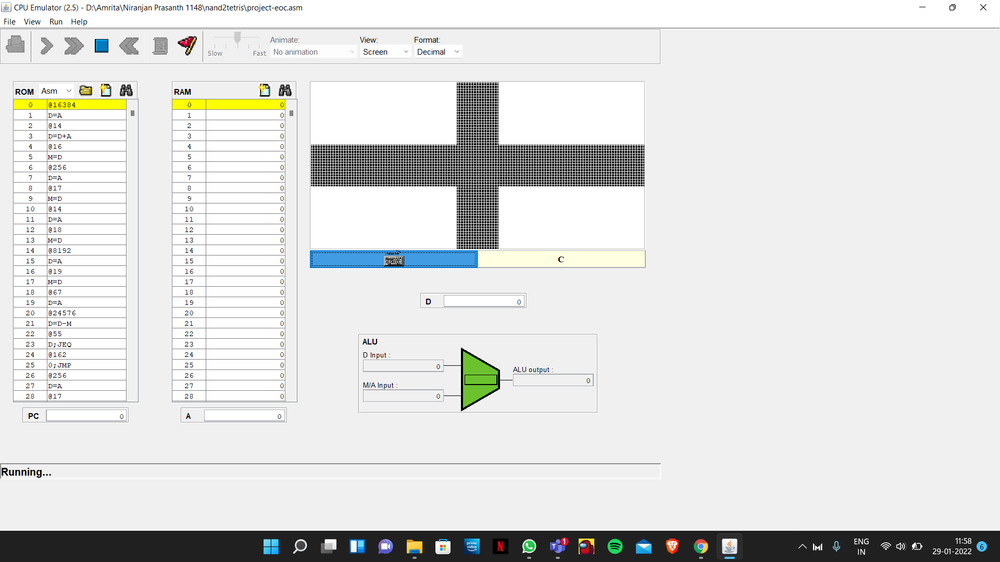 CPU Emulator (2.5) - D:\Amrita\Niranjan Prasanth 1148\nand2tetris\project-eoc.asm
File View Run Help
Slow Fast
Animate:
No animation
View:
Screen
Format:
Decimal
ROM Asm
0 @16384
1 D=A
2 @14
3 D=D+A
4 @16
5 M=D
6 @256
7 D=A
8 @17
9 M=D
10 @14
11 D=A
12 @18
13 M=D
14 @8192
15 D=A
16 @19
17 M=D
18 @67
19 D=A
20 @24576
21 D=D-M
22 @55
23 D;JEQ
24 @162
25 0;JMP
26 @256
27 D=A
28 @17
PC 0
RAM
0 0
1 0
2 0
3 0
4 0
5 0
6 0
7 0
8 0
9 0
10 0
11 0
12 0
13 0
14 0
15 0
16 0
17 0
18 0
19 0
20 0
21 0
22 0
23 0
24 0
25 0
26 0
27 0
28 0
A 0
C
D 0
ALU
D Input :
0
M/A Input :
0
ALU output :
0
Running...
prime video
N
T
1
ENG
IN
11:58
29-01-2022
6